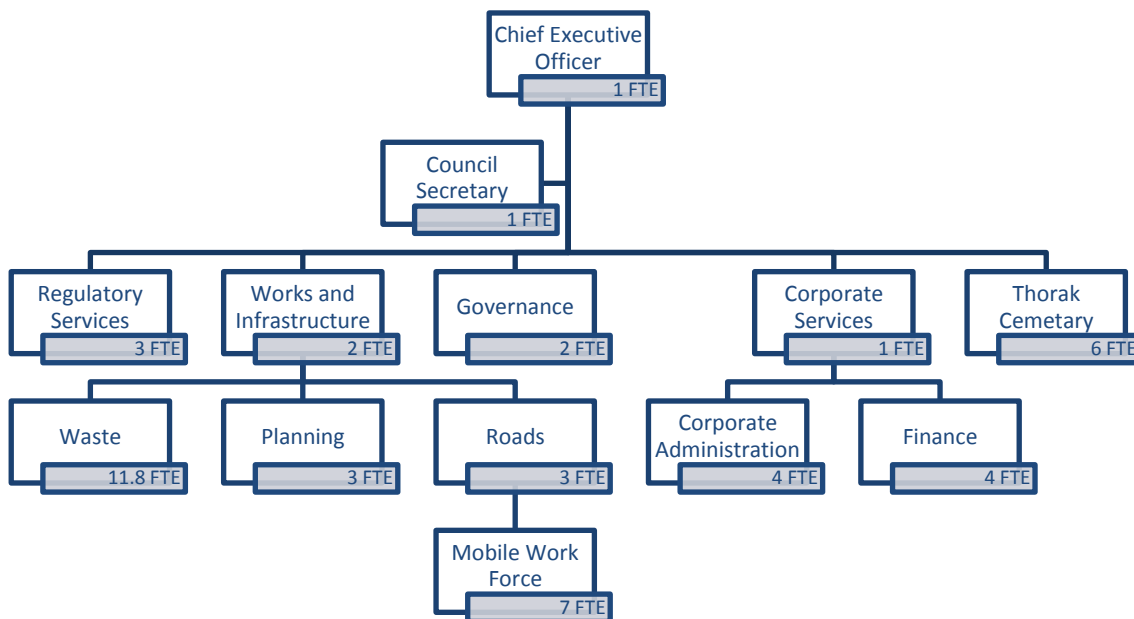 Chief Executive
Officer
1 FTE
Council
Secretary
1 FTE
Regulatory
Services
3 FTE
Works and
Infrastructure
2 FTE
Governance
2 FTE
Corporate
Services
1 FTE
Thorak
Cemetary
6 FTE
Waste
11.8 FTE
Planning
3 FTE
Roads
3 FTE
Corporate
Administration
4 FTE
Finance
4 FTE
Mobile Work
Force
7 FTE